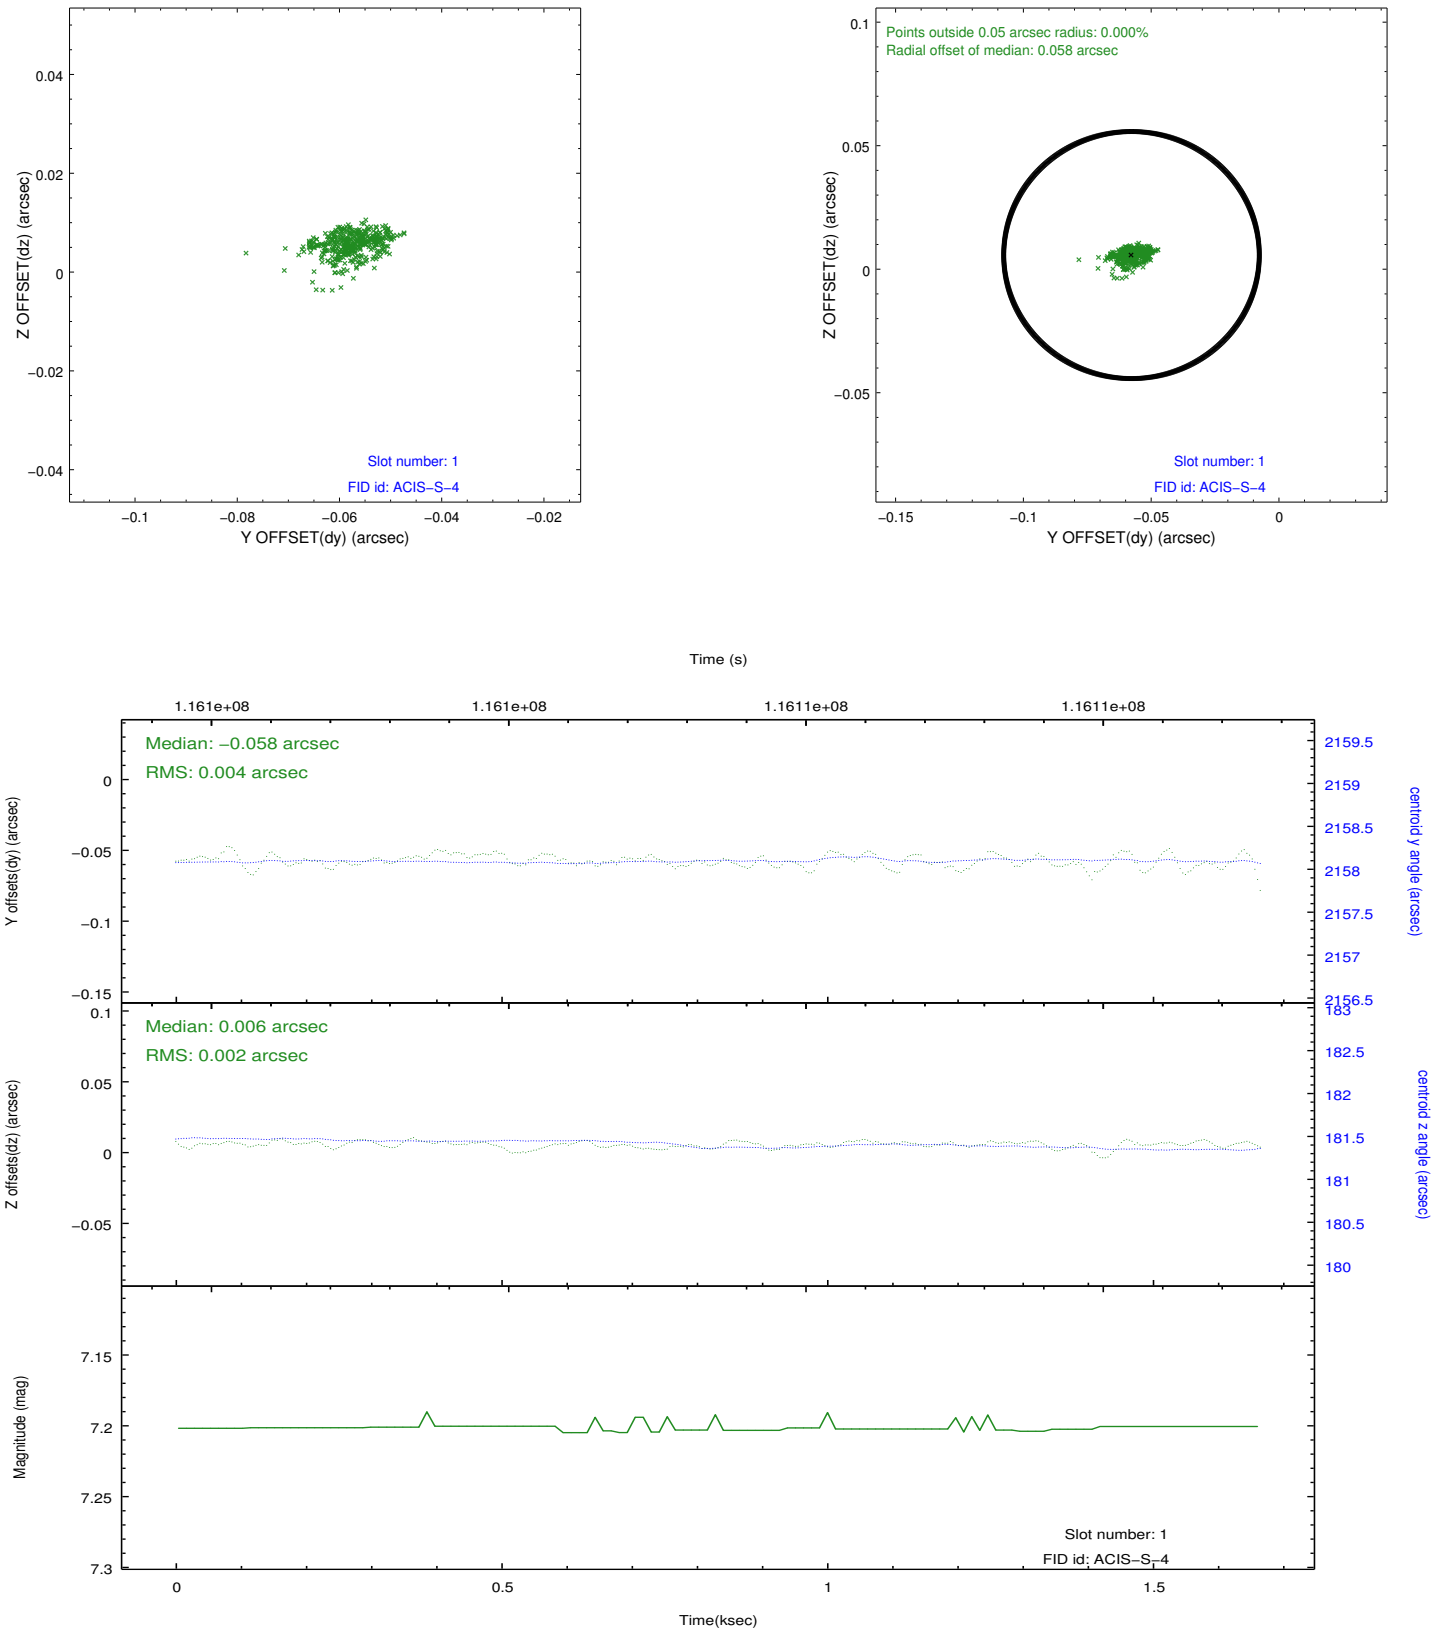 0.04
0.02
0
−0.02
−0.04
Z OFFSET(dz) (arcsec)
Slot number: 1
FID id: ACIS−S−4
−0.1
−0.08
−0.06
−0.04
−0.02
Y OFFSET(dy) (arcsec)
Points outside 0.05 arcsec radius: 0.000%
Radial offset of median: 0.058 arcsec
0.1
0.05
0
−0.05
Z OFFSET(dz) (arcsec)
Slot number: 1
FID id: ACIS−S−4
−0.15
−0.1
−0.05
0
Y OFFSET(dy) (arcsec)
Time (s)
1.161e+08
1.161e+08
1.1611e+08
1.1611e+08
Median: −0.058 arcsec
RMS: 0.004 arcsec
0
−0.05
−0.1
−0.15
Y offsets(dy) (arcsec)
2159.5
2159
2158.5
2158
2157.5
2157
2156.5
centroid y angle (arcsec)
Median: 0.006 arcsec
RMS: 0.002 arcsec
0.1
0.05
0
−0.05
Z offsets(dz) (arcsec)
183
182.5
182
181.5
181
180.5
180
centroid z angle (arcsec)
7.15
7.2
7.25
7.3
Magnitude (mag)
Slot number: 1
FID id: ACIS−S−4
0
0.5
1
1.5
Time(ksec)